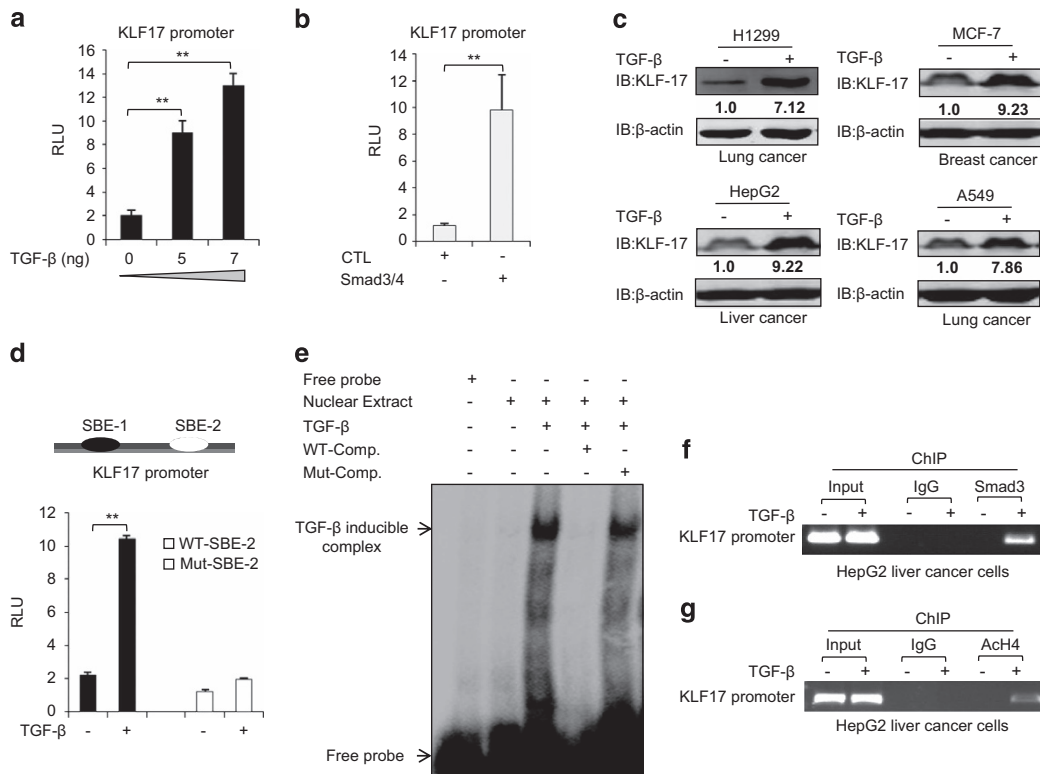 a
KLF17 promoter
16
14
12
10
8
6
4
2
0
RLU
**
**
TGF-β (ng) 0 5 7
b
KLF17 promoter
14
12
10
8
6
4
2
0
RLU
**
CTL + -
Smad3/4 - +
c
H1299
TGF-β - +
IB:KLF-17
1.0 7.12
IB:β-actin
Lung cancer
MCF-7
TGF-β - +
IB:KLF-17
1.0 9.23
IB:β-actin
Breast cancer
HepG2
TGF-β - +
IB:KLF-17
1.0 9.22
IB:β-actin
Liver cancer
A549
TGF-β - +
IB:KLF-17
1.0 7.86
IB:β-actin
Lung cancer
d
SBE-1 SBE-2
KLF17 promoter
12
10
8
6
4
2
0
RLU
**
WT-SBE-2
Mut-SBE-2
TGF-β - + - +
e
Free probe + - - - -
Nuclear Extract - + + + +
TGF-β - - + + +
WT-Comp. - - - + -
Mut-Comp. - - - - +
TGF-β inducible
complex
Free probe
f
ChIP
Input IgG Smad3
TGF-β - + - + - +
KLF17 promoter
HepG2 liver cancer cells
g
ChIP
Input IgG AcH4
TGF-β - + - + - +
KLF17 promoter
HepG2 liver cancer cells